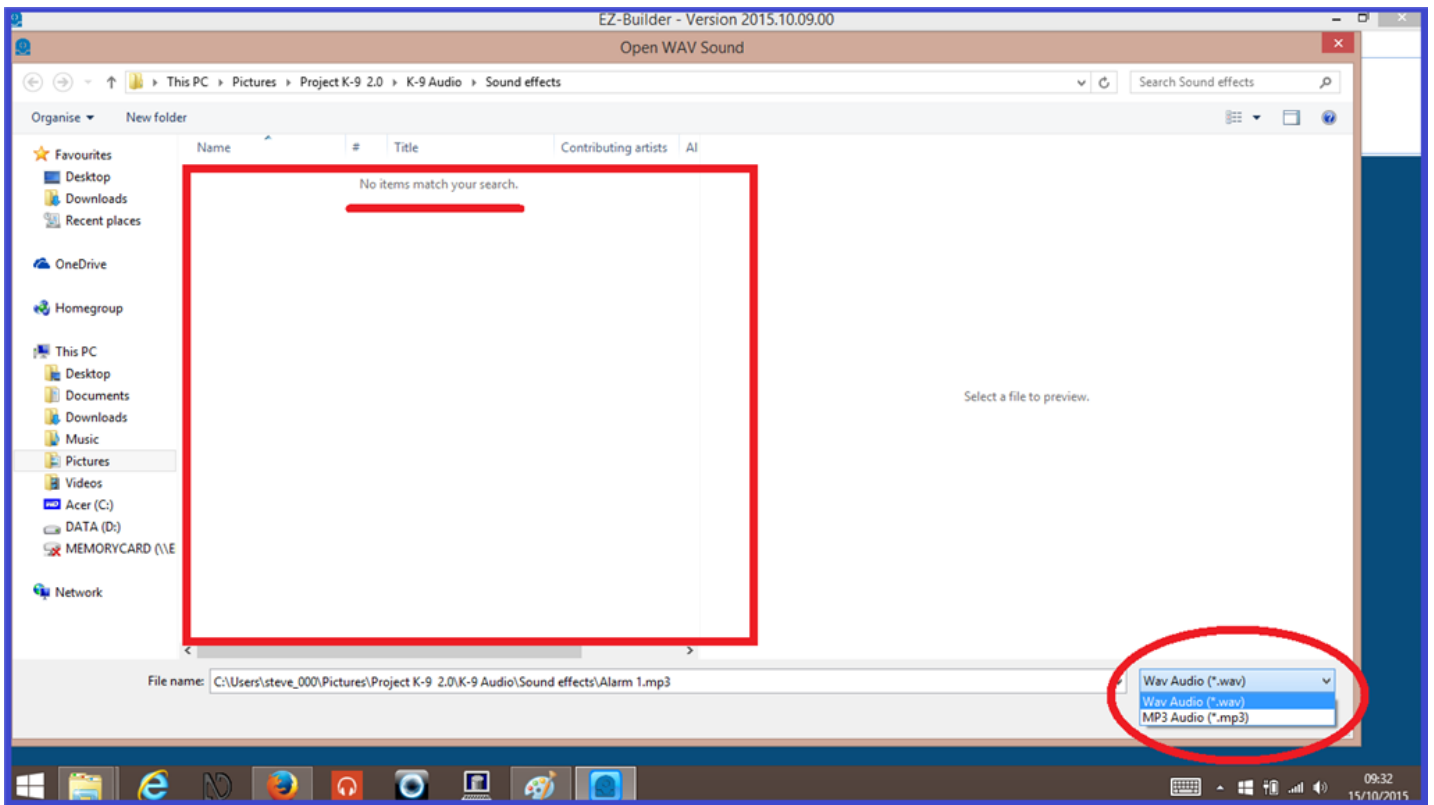 EZ-Builder - Version 2015.10.09.00
Open WAV Sound
This PC Pictures Project K-9 2.0 K-9 Audio Sound effects
Search Sound effects
Organise New folder
Name # Title Contributing artists Al
Favourites
Desktop
Downloads
Recent places
OneDrive
Homegroup
This PC
Desktop
Documents
Downloads
Music
Pictures
Videos
Acer (C:)
DATA (D:)
MEMORYCARD (\\E
Network
No items match your search.
Select a file to preview.
File name: C:\Users\steve_000\Pictures\Project K-9 2.0\K-9 Audio\Sound effects\Alarm 1.mp3
Wav Audio (*.wav)
Wav Audio (*.wav)
MP3 Audio (*.mp3)
09:32
15/10/2015